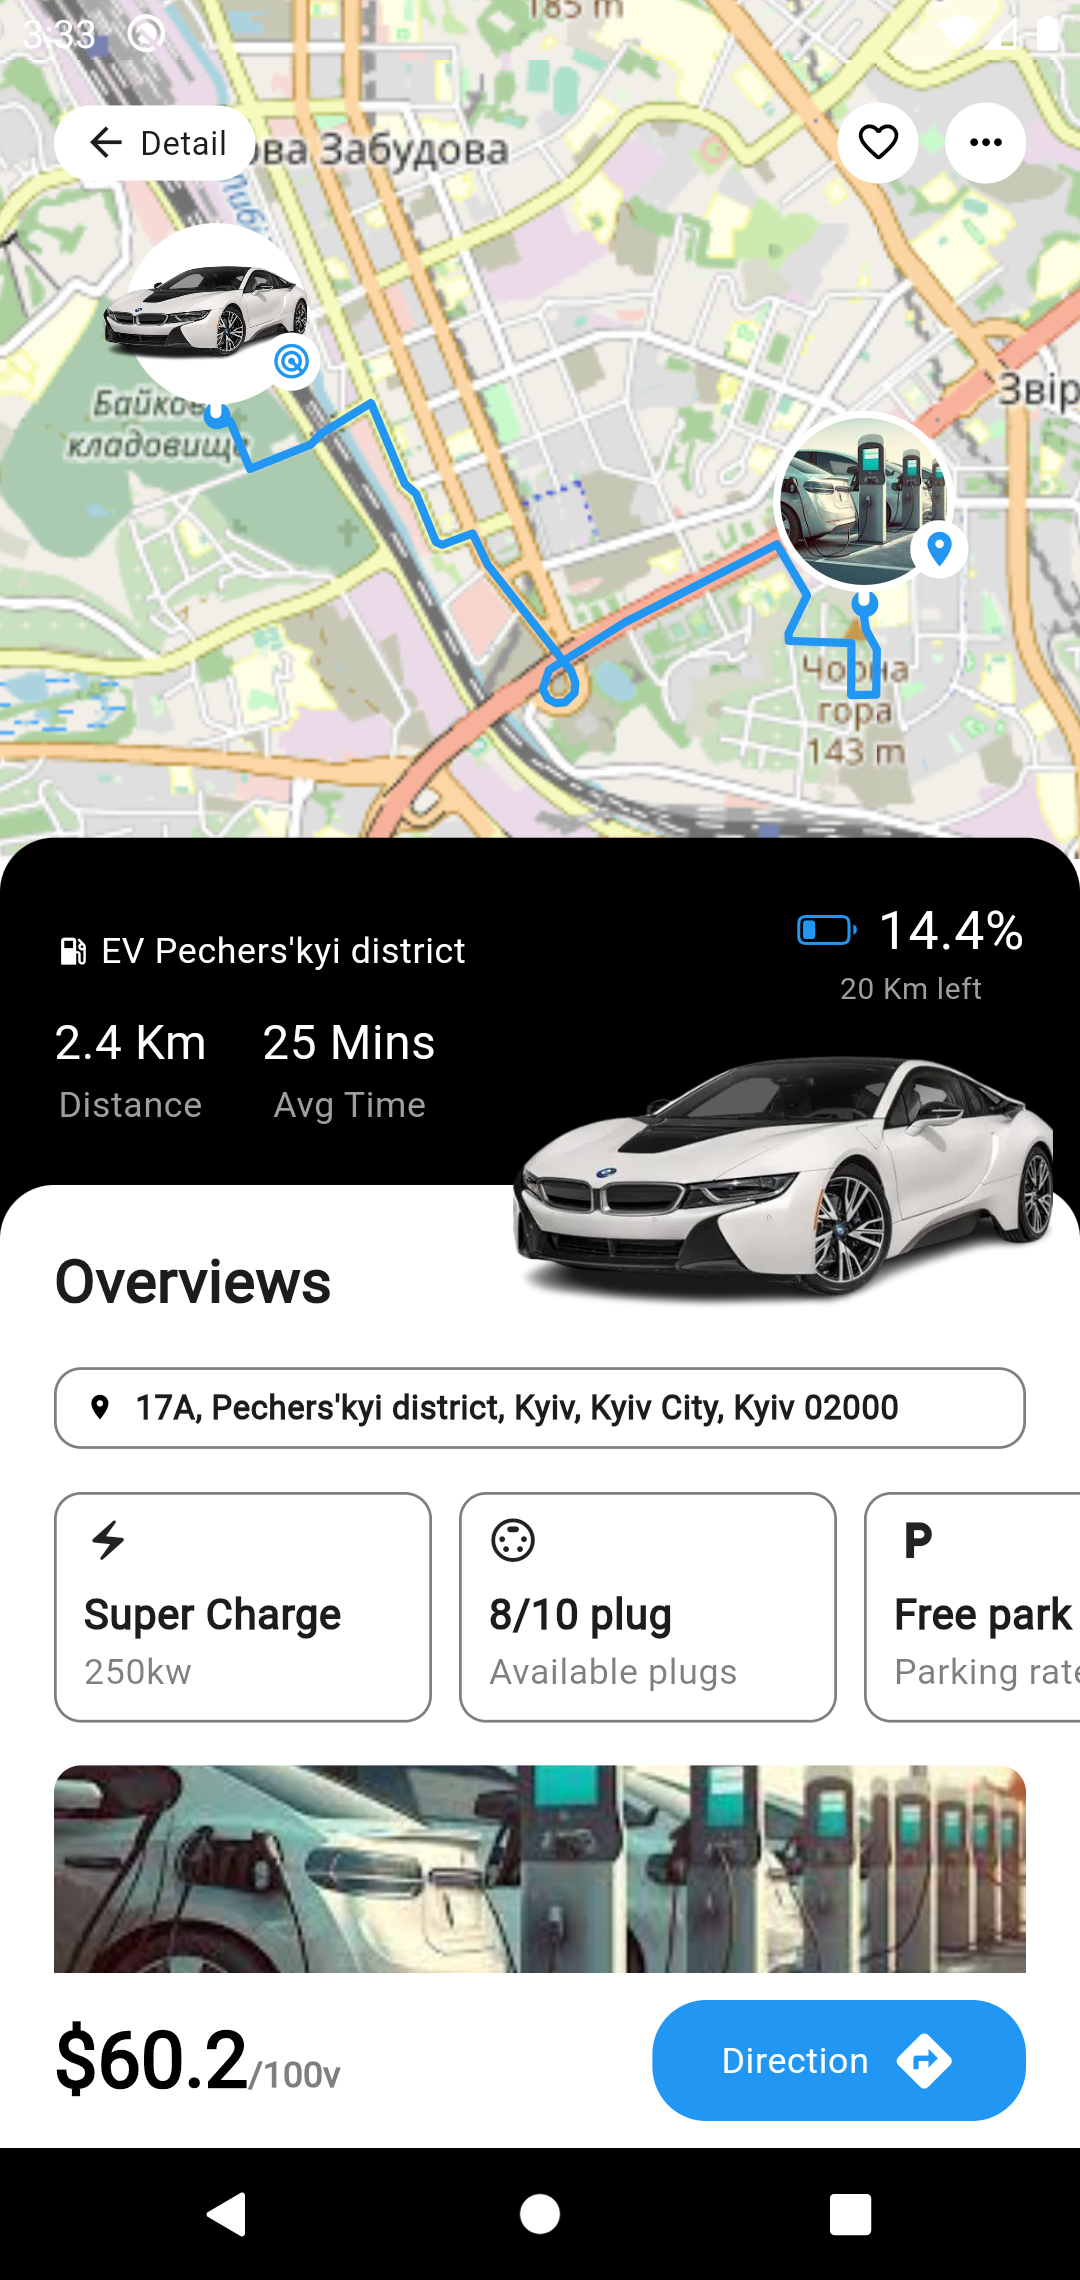 3:33
185 m
Detail
ова Забудова
Либі
Байкове
кладовище
Звір
Чорна
гора
143 m
EV Pechers'kyi district
14.4%
20 Km left
2.4 Km
25 Mins
Distance
Avg Time
Overviews
17A, Pechers'kyi district, Kyiv, Kyiv City, Kyiv 02000
P
Super Charge
8/10 plug
Free park
250kw
Available plugs
Parking rate
$60.2/100v
Direction